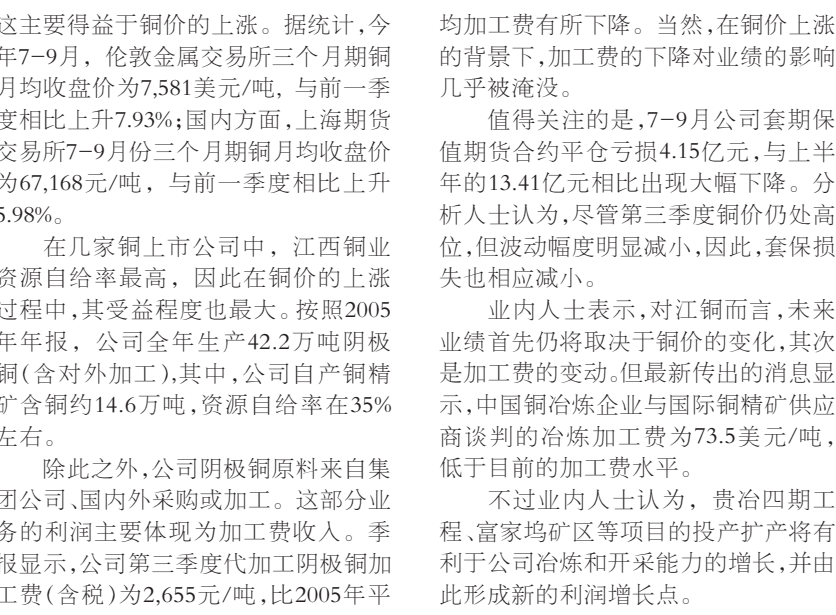 这主要得益于铜价的上涨。据统计,今
年7-9月，伦敦金属交易所三个月期铜
月均收盘价为7,581美元/吨，与前一季
度相比上升7.93%;国内方面,上海期货
交易所7-9月份三个月期铜月均收盘价
为67,168元/吨，与前一季度相比上升
5.98%。
在几家铜上市公司中，江西铜业
资源自给率最高，因此在铜价的上涨
过程中,其受益程度也最大。按照2005
年年报，公司全年生产42.2万吨阴极
铜(含对外加工),其中,公司自产铜精
矿含铜约14.6万吨,资源自给率在35%
左右。
除此之外,公司阴极铜原料来自集
团公司、国内外采购或加工。这部分业
务的利润主要体现为加工费收入。季
报显示,公司第三季度代加工阴极铜加
工费(含税)为2,655元/吨,比2005年平
均加工费有所下降。当然,在铜价上涨
的背景下,加工费的下降对业绩的影响
几乎被淹没。
值得关注的是,7-9月公司套期保
值期货合约平仓亏损4.15亿元,与上半
年的13.41亿元相比出现大幅下降。分
析人士认为,尽管第三季度铜价仍处高
位,但波动幅度明显减小,因此,套保损
失也相应减小。
业内人士表示,对江铜而言,未来
业绩首先仍将取决于铜价的变化,其次
是加工费的变动。但最新传出的消息显
示,中国铜冶炼企业与国际铜精矿供应
商谈判的冶炼加工费为73.5美元/吨，
低于目前的加工费水平。
不过业内人士认为，贵冶四期工
程、富家坞矿区等项目的投产扩产将有
利于公司冶炼和开采能力的增长,并由
此形成新的利润增长点。